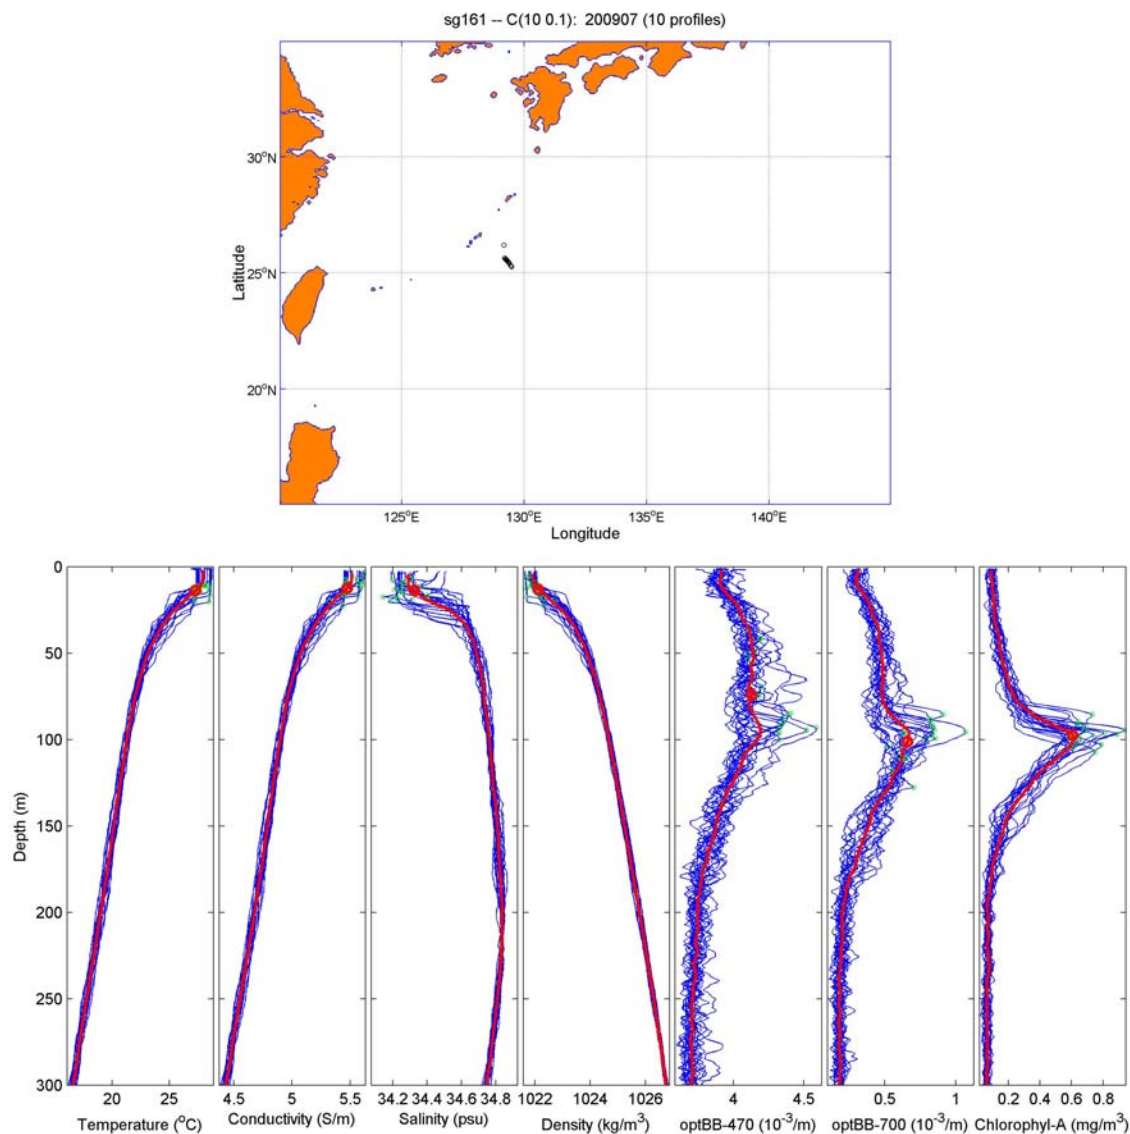 sg161 -- C(10 0.1): 200907 (10 profiles)
30°N
25°N
20°N
Latitude
125°E 130°E 135°E 140°E
Longitude
0
50
100
150
200
250
300
Depth (m)
20 25
4.5 5 5.5
34.2 34.4 34.6 34.8
1022 1024 1026
4 4.5
0.5 1
0.2 0.4 0.6 0.8
Temperature (°C)
Conductivity (S/m)
Salinity (psu)
Density (kg/m³)
optBB-470 (10⁻³/m)
optBB-700 (10⁻³/m)
Chlorophyl-A (mg/m³)